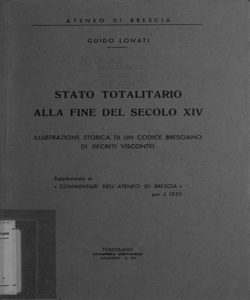 ATENEO DI BRESCIA
GUIDO LONATI
STATO TOTALITARIO
ALLA FINE DEL SECOLO XIV
ILLUSTRAZIONE STORICA DI UN CODICE BRESCIANO
DI DECRETI VISCONTEI
Supplemento ai
« COMMENTARI DELL'ATENEO DI BRESCIA »
per il 1935
TOSCOLANO